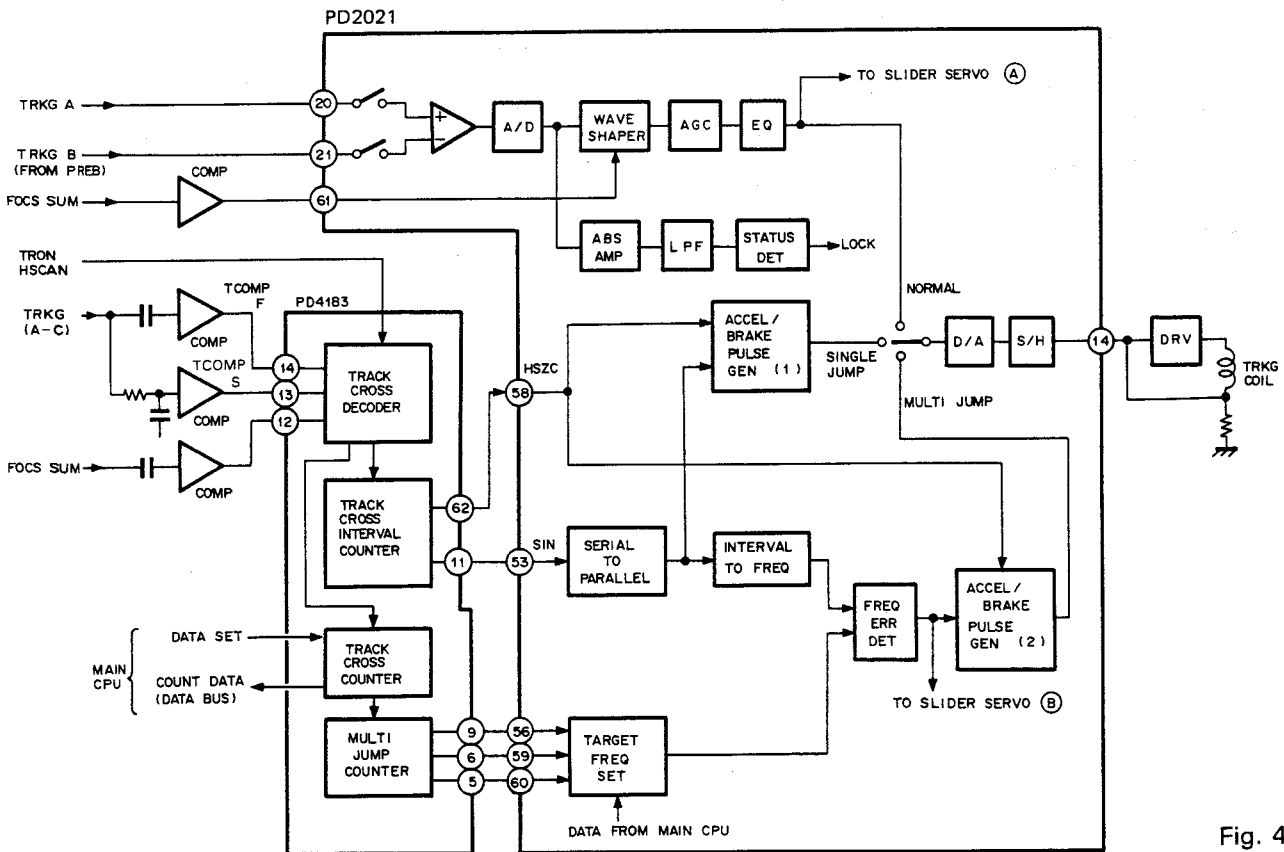 PD2021
TO SLIDER SERVO Ⓐ
TRKG A
20
A/D
WAVE
SHAPER
AGC
EQ
+
−
TRKG B
(FROM PREB)
21
COMP
FOCS SUM
61
ABS
AMP
LPF
STATUS
DET
LOCK
TRON
HSCAN
NORMAL
TRKG
(A-C)
TCOMP
F
COMP
PD4183
14
TRACK
CROSS
DECODER
TCOMP
S
13
COMP
12
FOCS SUM
COMP
HSZC
58
ACCEL/
BRAKE
PULSE
GEN (1)
SINGLE
JUMP
MULTI JUMP
D/A
S/H
14
DRV
TRKG
COIL
TRACK
CROSS
INTERVAL
COUNTER
62
11
53
SIN
SERIAL
TO
PARALLEL
INTERVAL
TO FREQ
FREQ
ERR
DET
ACCEL/
BRAKE
PULSE
GEN (2)
MAIN
CPU
DATA SET
COUNT DATA
(DATA BUS)
TRACK
CROSS
COUNTER
TO SLIDER SERVO Ⓑ
MULTI
JUMP
COUNTER
9
6
5
56
59
60
TARGET
FREQ
SET
DATA FROM MAIN CPU
Fig. 4